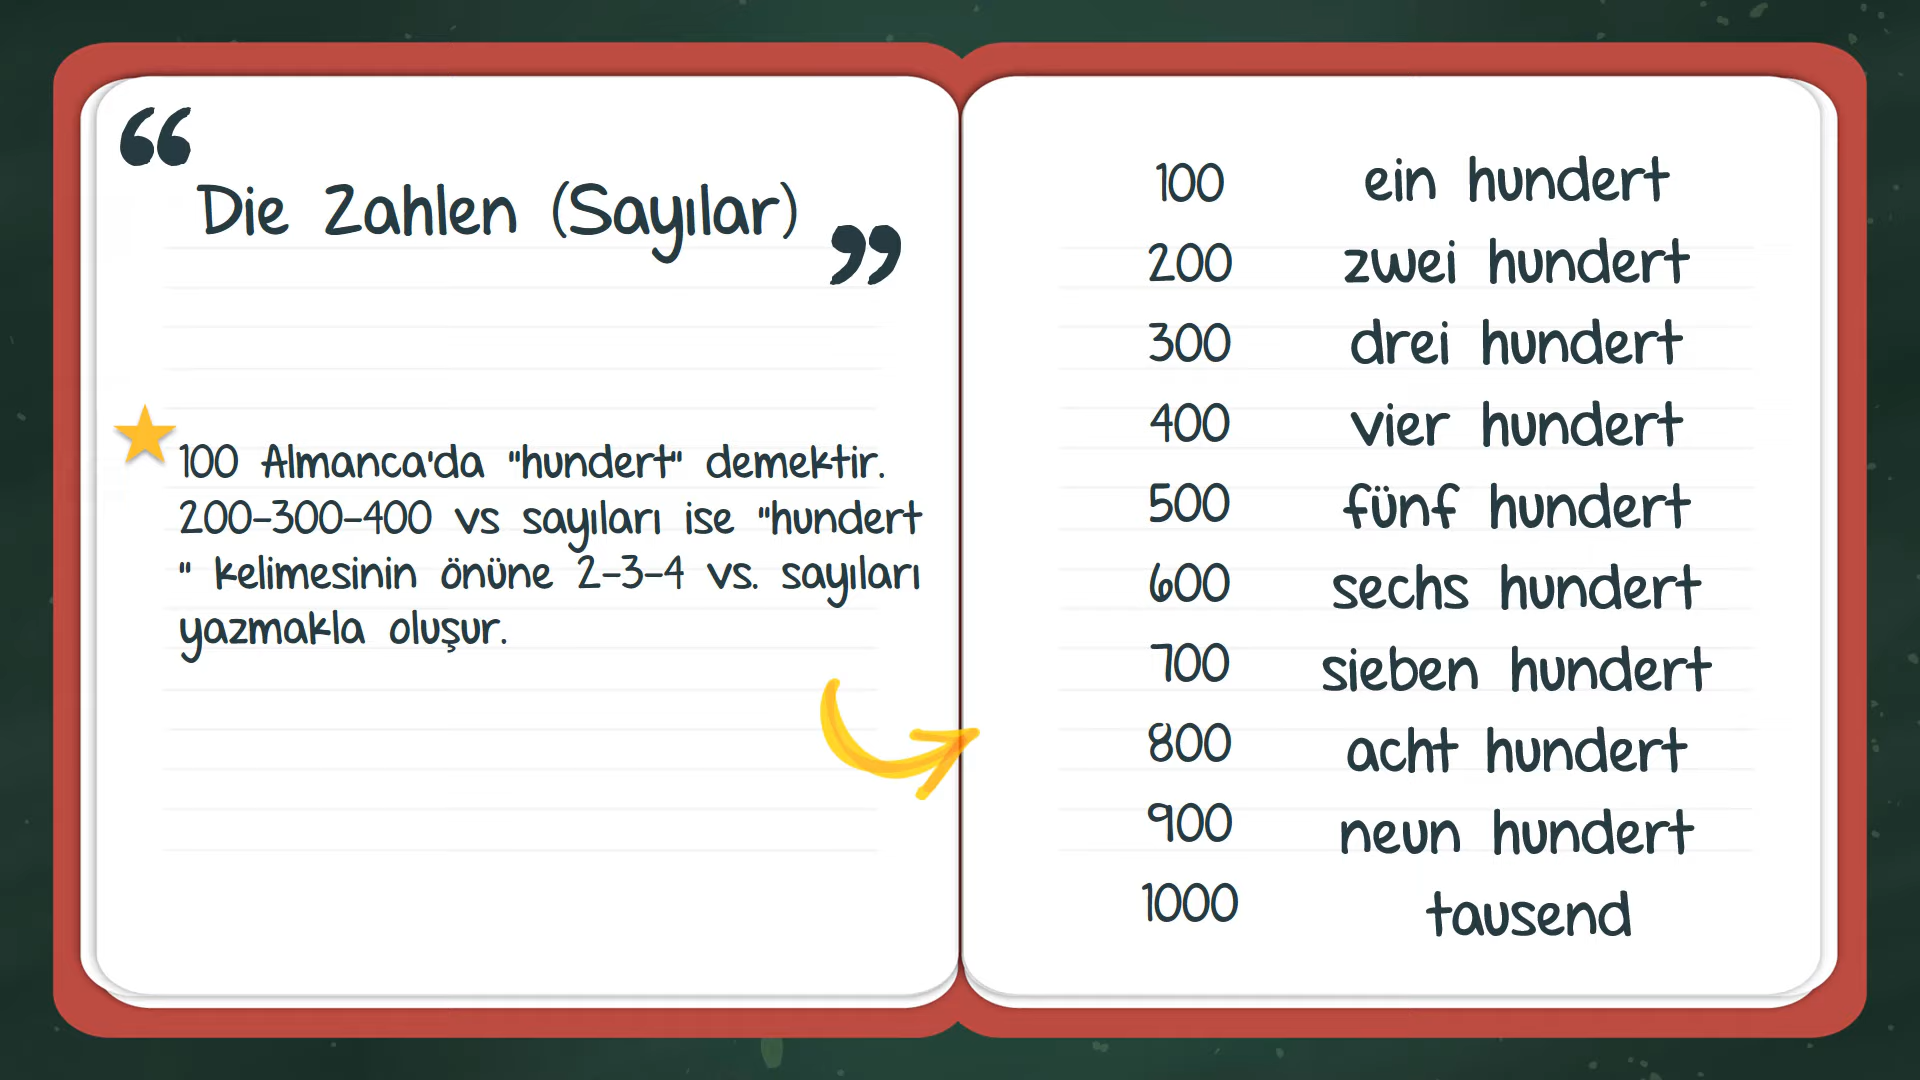 “
Die Zahlen (Sayılar)
”
100 Almanca'da "hundert" demektir.
200-300-400 vs sayıları ise "hundert
" kelimesinin önüne 2-3-4 vs. sayıları
yazmakla oluşur.
100 ein hundert
200 zwei hundert
300 drei hundert
400 vier hundert
500 fünf hundert
600 sechs hundert
700 sieben hundert
800 acht hundert
900 neun hundert
1000 tausend